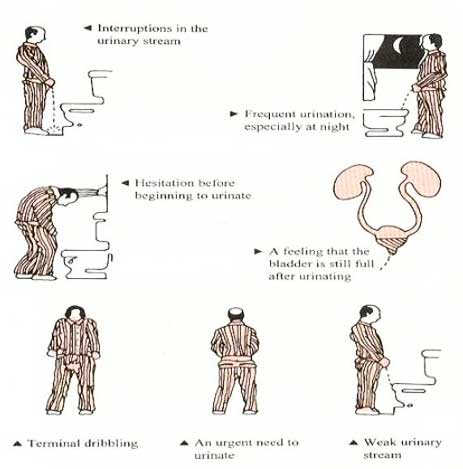 ◄ Interruptions in the
urinary stream
► Frequent urination,
especially at night
◄ Hesitation before
beginning to urinate
► A feeling that the
bladder is still full
after urinating
▲ Terminal dribbling
▲ An urgent need to
urinate
▲ Weak urinary
stream